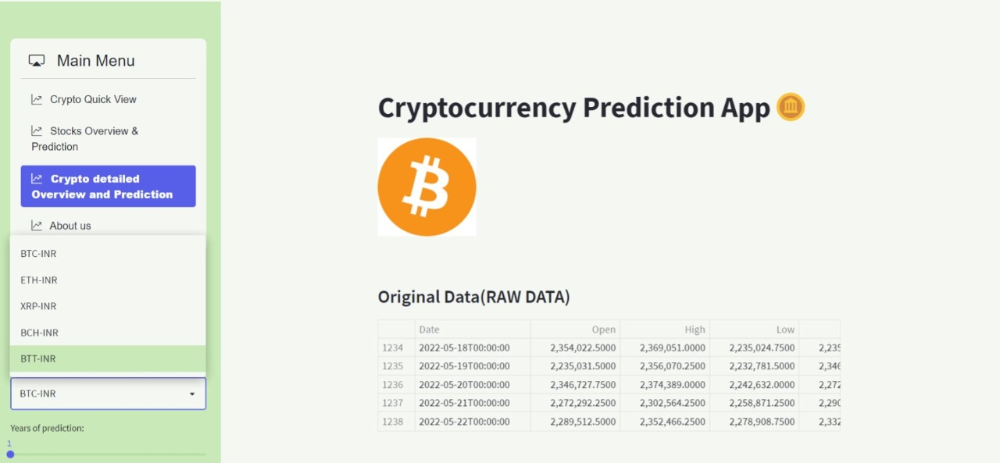 Main Menu
Crypto Quick View
Stocks Overview &
Prediction
Crypto detailed
Overview and Prediction
About us
BTC-INR
ETH-INR
XRP-INR
BCH-INR
BTT-INR
BTC-INR
Years of prediction:
1
Cryptocurrency Prediction App
Original Data(RAW DATA)
Date Open High Low
1234 2022-05-18T00:00:00 2,354,022.5000 2,369,051.0000 2,235,024.7500 2,235
1235 2022-05-19T00:00:00 2,235,031.5000 2,356,070.2500 2,232,781.5000 2,346
1236 2022-05-20T00:00:00 2,346,727.7500 2,374,389.0000 2,242,632.0000 2,272
1237 2022-05-21T00:00:00 2,272,292.2500 2,302,564.2500 2,258,871.2500 2,290
1238 2022-05-22T00:00:00 2,289,512.5000 2,352,466.2500 2,278,908.7500 2,332